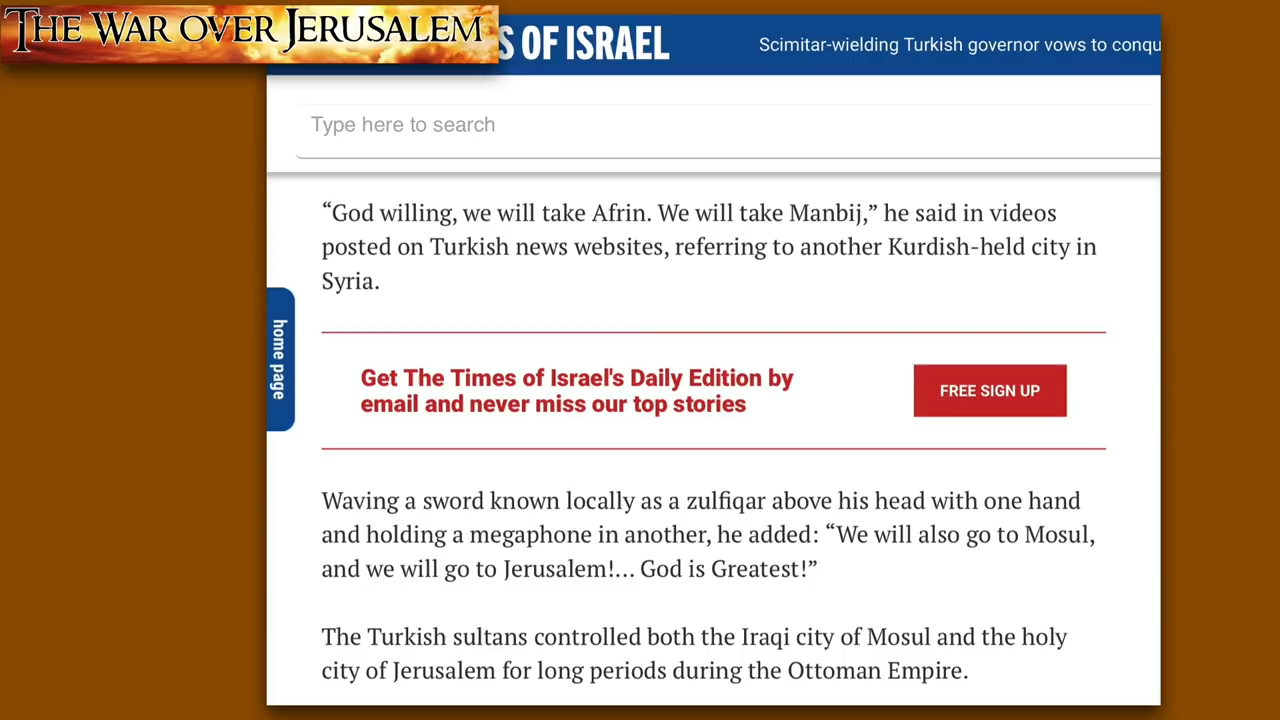 THE WAR OVER JERUSALEM
S OF ISRAEL
Scimitar-wielding Turkish governor vows to conqu
Type here to search
“God willing, we will take Afrin. We will take Manbij,” he said in videos
posted on Turkish news websites, referring to another Kurdish-held city in
Syria.
home page
Get The Times of Israel's Daily Edition by
email and never miss our top stories
FREE SIGN UP
Waving a sword known locally as a zulfiqar above his head with one hand
and holding a megaphone in another, he added: “We will also go to Mosul,
and we will go to Jerusalem!… God is Greatest!”
The Turkish sultans controlled both the Iraqi city of Mosul and the holy
city of Jerusalem for long periods during the Ottoman Empire.